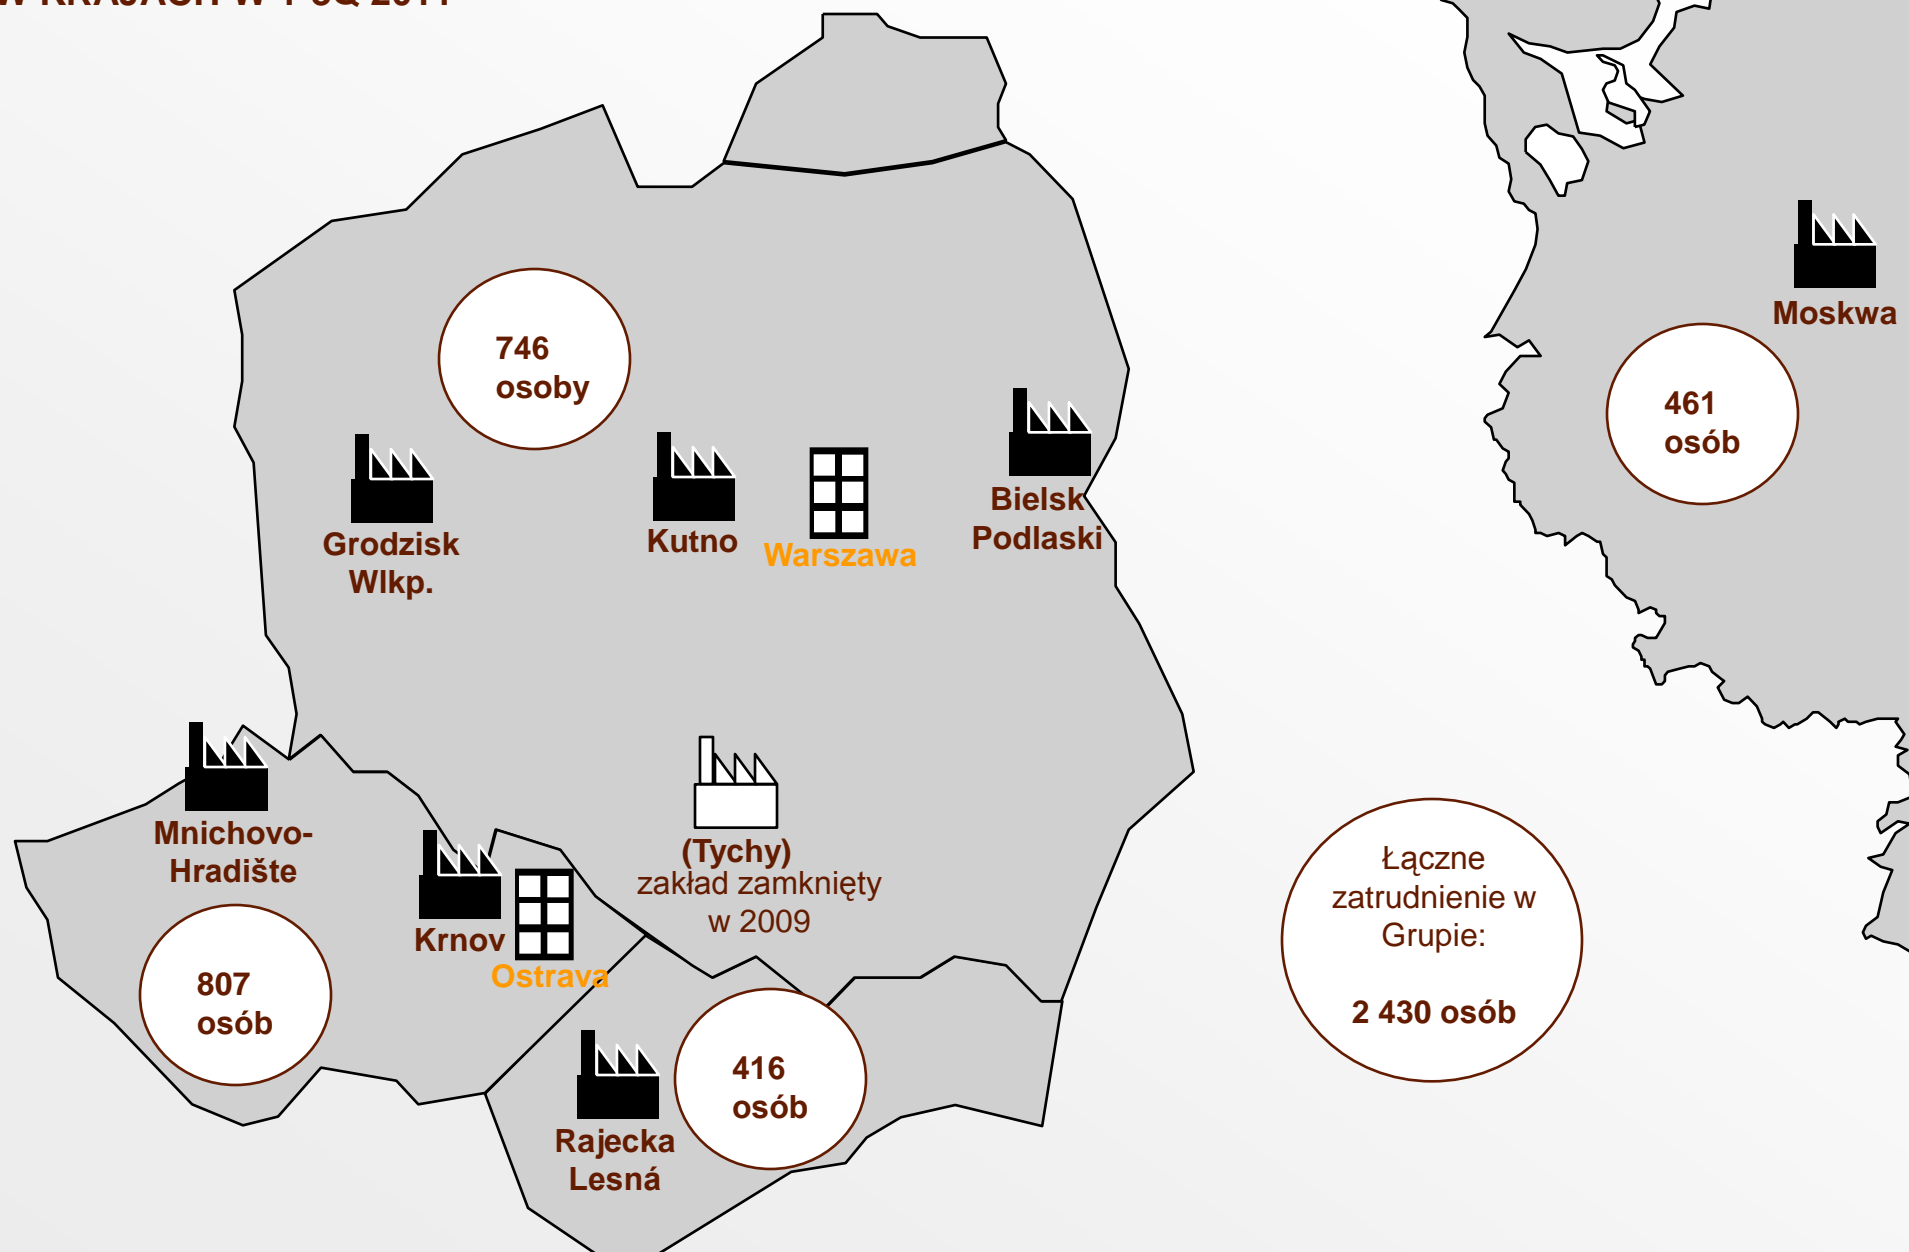 746
osoby
Moskwa
461
osób
Bielsk
Podlaski
Grodzisk
Wlkp.
Kutno
Warszawa
Mnichovo-
Hradište
(Tychy)
zakład zamknięty
w 2009
Krnov
Ostrava
807
osób
416
osób
Rajecka
Lesná
Łączne
zatrudnienie w
Grupie:
2 430 osób